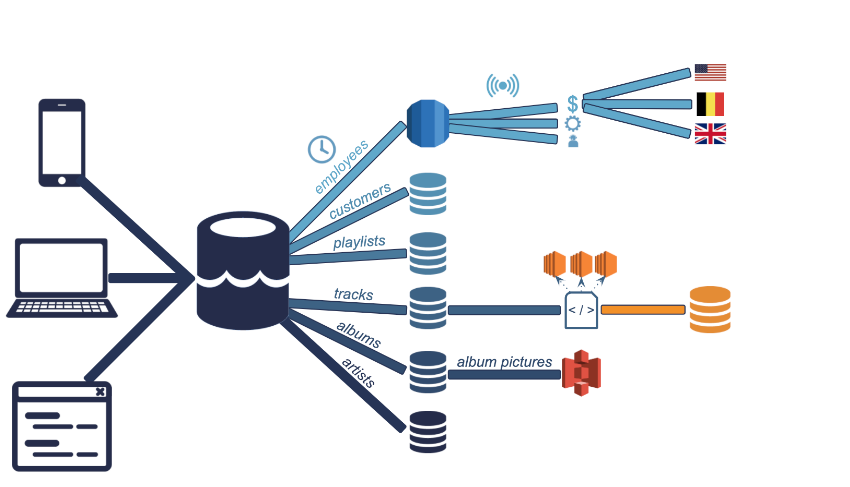 employees
customers
playlists
tracks
albums
artists
$
< / >
album pictures